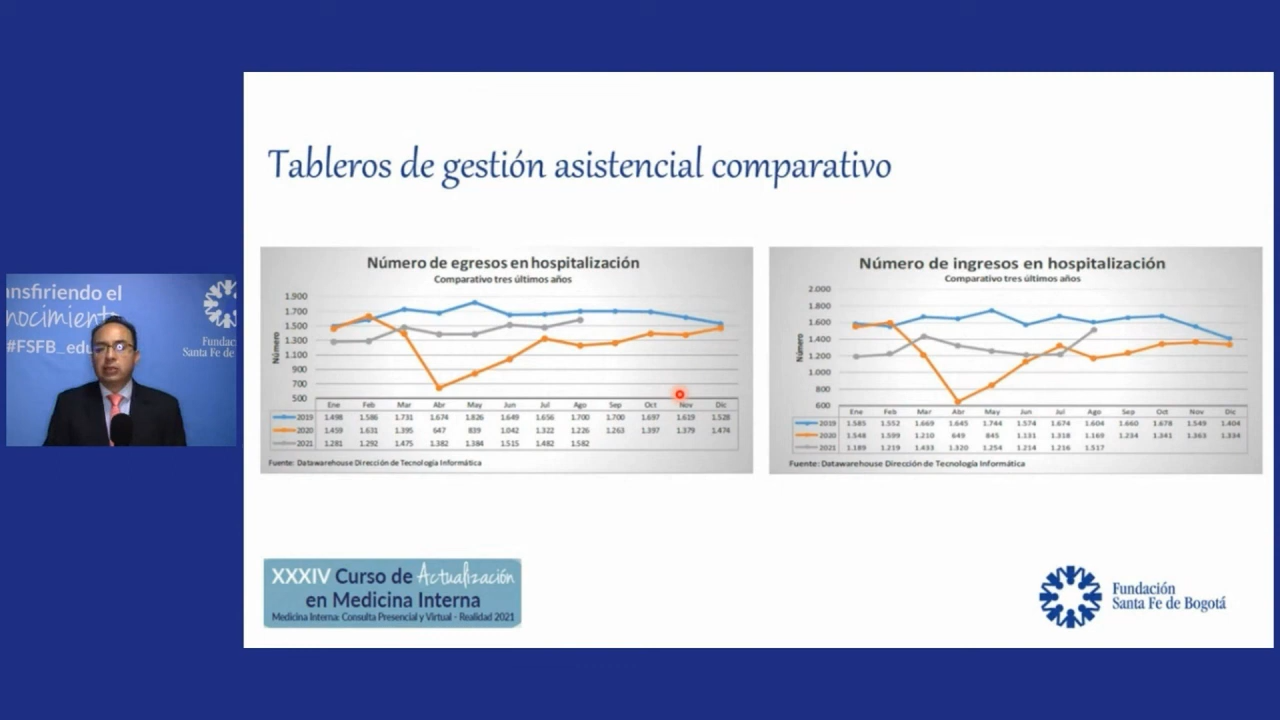 Tableros de gestión asistencial comparativo
Número de egresos en hospitalización
Comparativo tres últimos años
Número
1.900
1.700
1.500
1.300
1.100
900
700
500
Ene Feb Mar Abr May Jun Jul Ago Sep Oct Nov Dic
2019 1.498 1.586 1.731 1.674 1.826 1.649 1.656 1.700 1.700 1.697 1.619 1.528
2020 1.459 1.631 1.395 647 839 1.042 1.322 1.226 1.263 1.397 1.379 1.474
2021 1.281 1.292 1.475 1.382 1.384 1.515 1.482 1.582
Fuente: Datawarehouse Dirección de Tecnología Informática
Número de ingresos en hospitalización
Comparativo tres últimos años
Número
2.000
1.800
1.600
1.400
1.200
1.000
800
600
Ene Feb Mar Abr May Jun Jul Ago Sep Oct Nov Dic
2019 1.585 1.552 1.669 1.645 1.744 1.574 1.674 1.604 1.660 1.678 1.549 1.404
2020 1.548 1.599 1.210 649 845 1.131 1.318 1.169 1.234 1.341 1.363 1.334
2021 1.189 1.219 1.433 1.320 1.254 1.214 1.216 1.517
Fuente: Datawarehouse Dirección de Tecnología Informática
ansfiriendo el
nocimient
#FSFB_edu
Fundac
Santa Fe de
XXXIV Curso de Actualización
en Medicina Interna
Medicina Interna: Consulta Presencial y Virtual - Realidad 2021
Fundación
Santa Fe de Bogotá